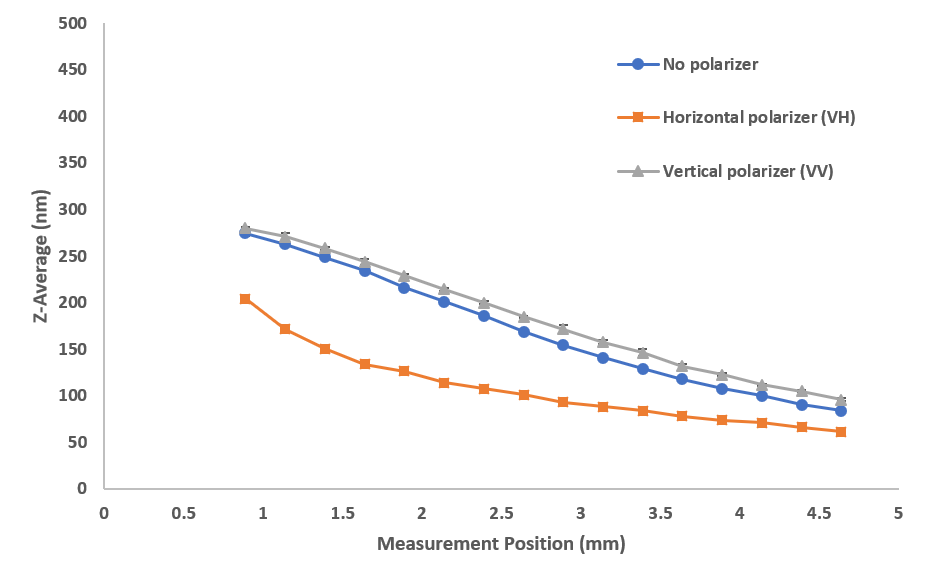 500
450
400
350
300
250
200
150
100
50
0
Z-Average (nm)
No polarizer
Horizontal polarizer (VH)
Vertical polarizer (VV)
0 0.5 1 1.5 2 2.5 3 3.5 4 4.5 5
Measurement Position (mm)